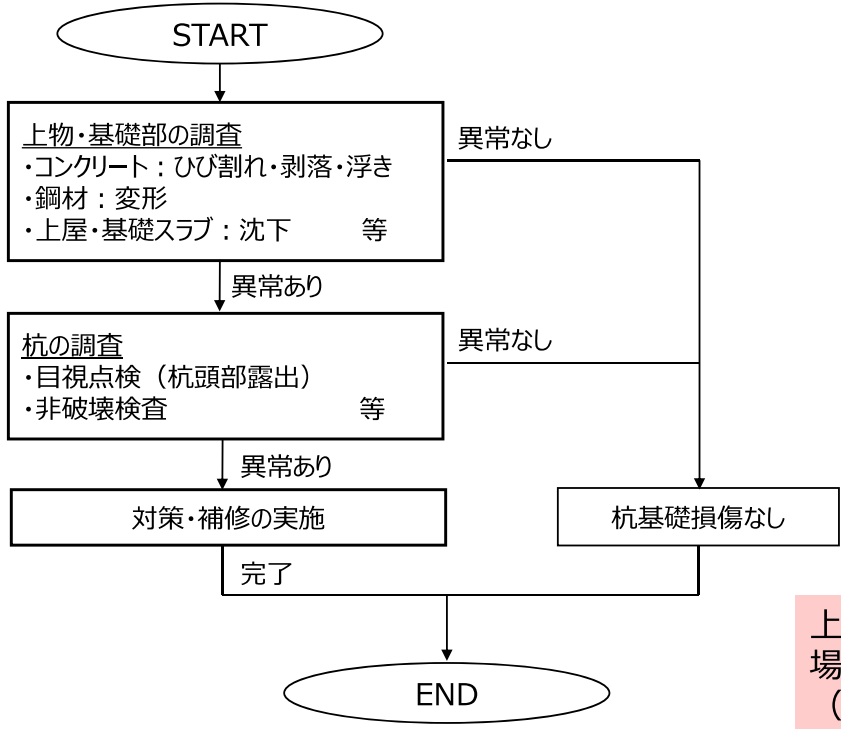 START
上物・基礎部の調査
・コンクリート：ひび割れ・剥落・浮き
・鋼材：変形
・上屋・基礎スラブ：沈下　　　等
異常なし
異常あり
杭の調査
・目視点検（杭頭部露出）
・非破壊検査　　　　　　　　等
異常なし
異常あり
対策・補修の実施
杭基礎損傷なし
完了
END
上
場
（